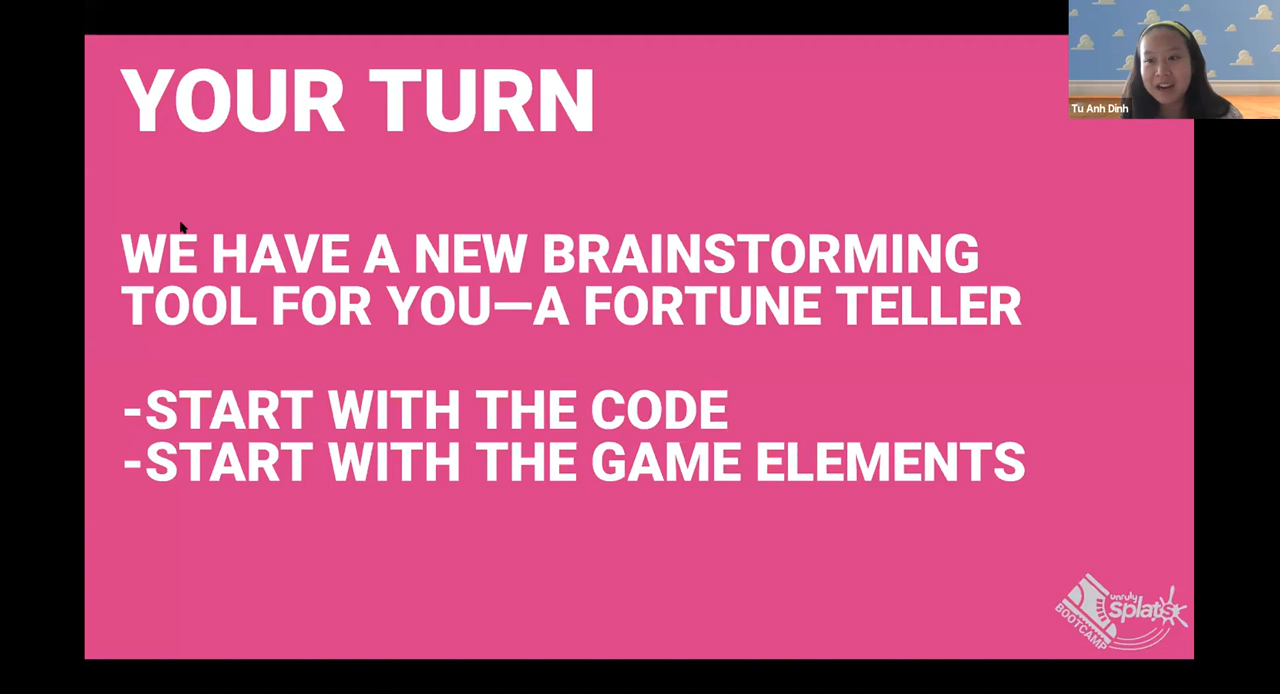 YOUR TURN
Tu Anh Dinh
WE HAVE A NEW BRAINSTORMING
TOOL FOR YOU—A FORTUNE TELLER
-START WITH THE CODE
-START WITH THE GAME ELEMENTS
unruly
splats
BOOTCAMP